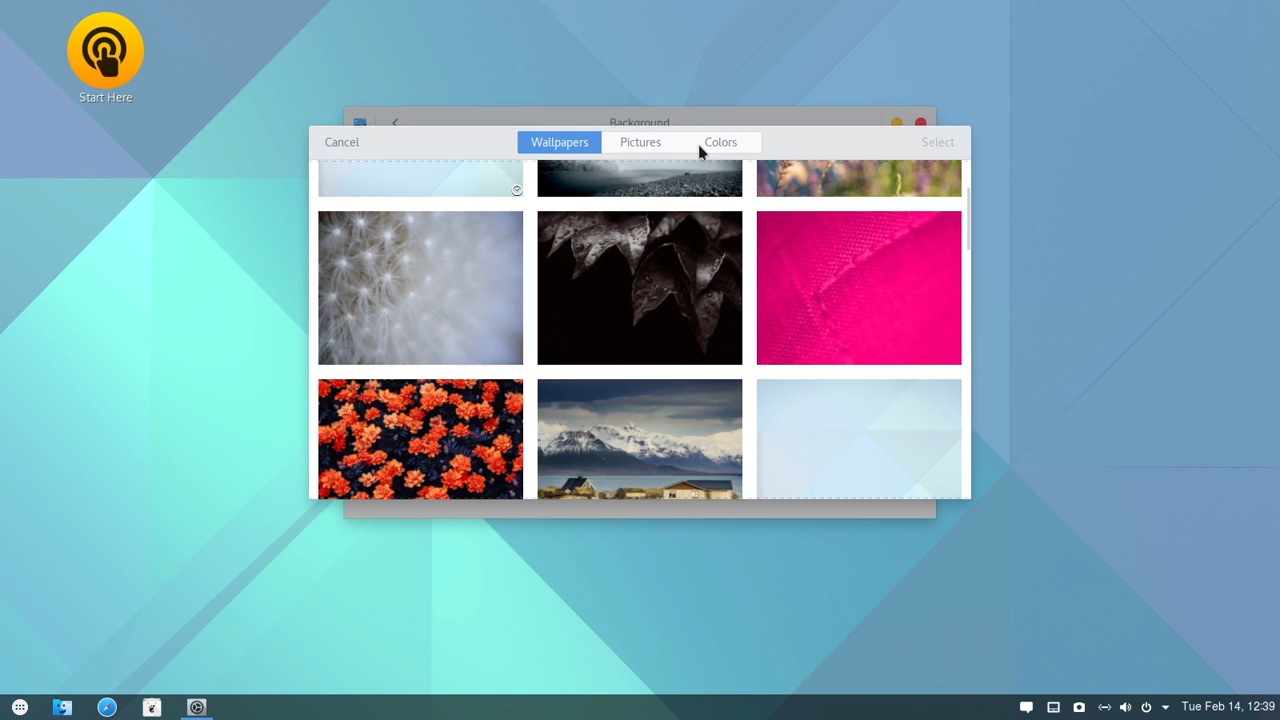 Start Here
Background
Cancel
Wallpapers
Pictures
Colors
Select
Tue Feb 14, 12:39